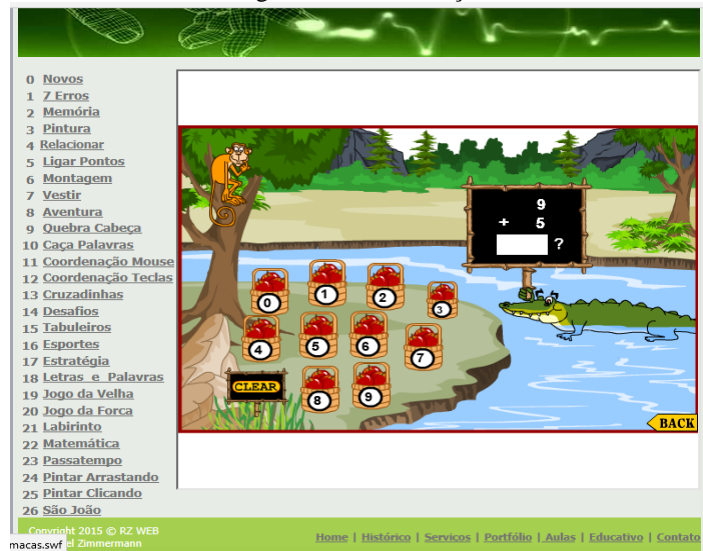 0 Novos
1 7 Erros
2 Memória
3 Pintura
4 Relacionar
5 Ligar Pontos
6 Montagem
7 Vestir
8 Aventura
9 Quebra Cabeça
10 Caça Palavras
11 Coordenação Mouse
12 Coordenação Teclas
13 Cruzadinhas
14 Desafios
15 Tabuleiros
16 Esportes
17 Estratégia
18 Letras e Palavras
19 Jogo da Velha
20 Jogo da Forca
21 Labirinto
22 Matemática
23 Passatempo
24 Pintar Arrastando
25 Pintar Clicando
26 São João
9
+ 5
?
0 1 2 3
4 5 6 7
CLEAR 8 9
BACK
Copyright 2015 © RZ WEB
macas.swf el Zimmermann
Home | Histórico | Serviços | Portfólio | Aulas | Educativo | Contato